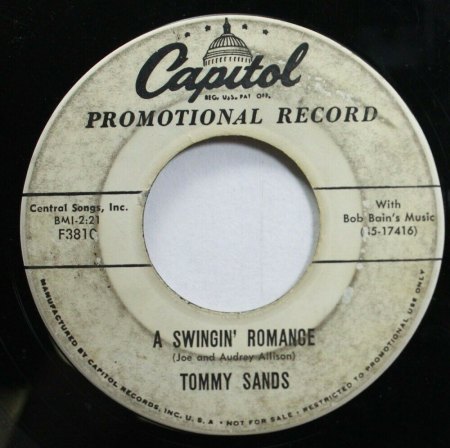 Capitol
REG. U.S. PAT. OFF.
PROMOTIONAL RECORD
Central Songs, Inc.
BMI-2:21
F3810
With
Bob Bain's Music
(45-17416)
A SWINGIN' ROMANCE
(Joe and Audrey Allison)
TOMMY SANDS
MANUFACTURED BY CAPITOL RECORDS, INC. U. S. A. • NOT FOR SALE • RESTRICTED TO PROMOTIONAL USE ONLY